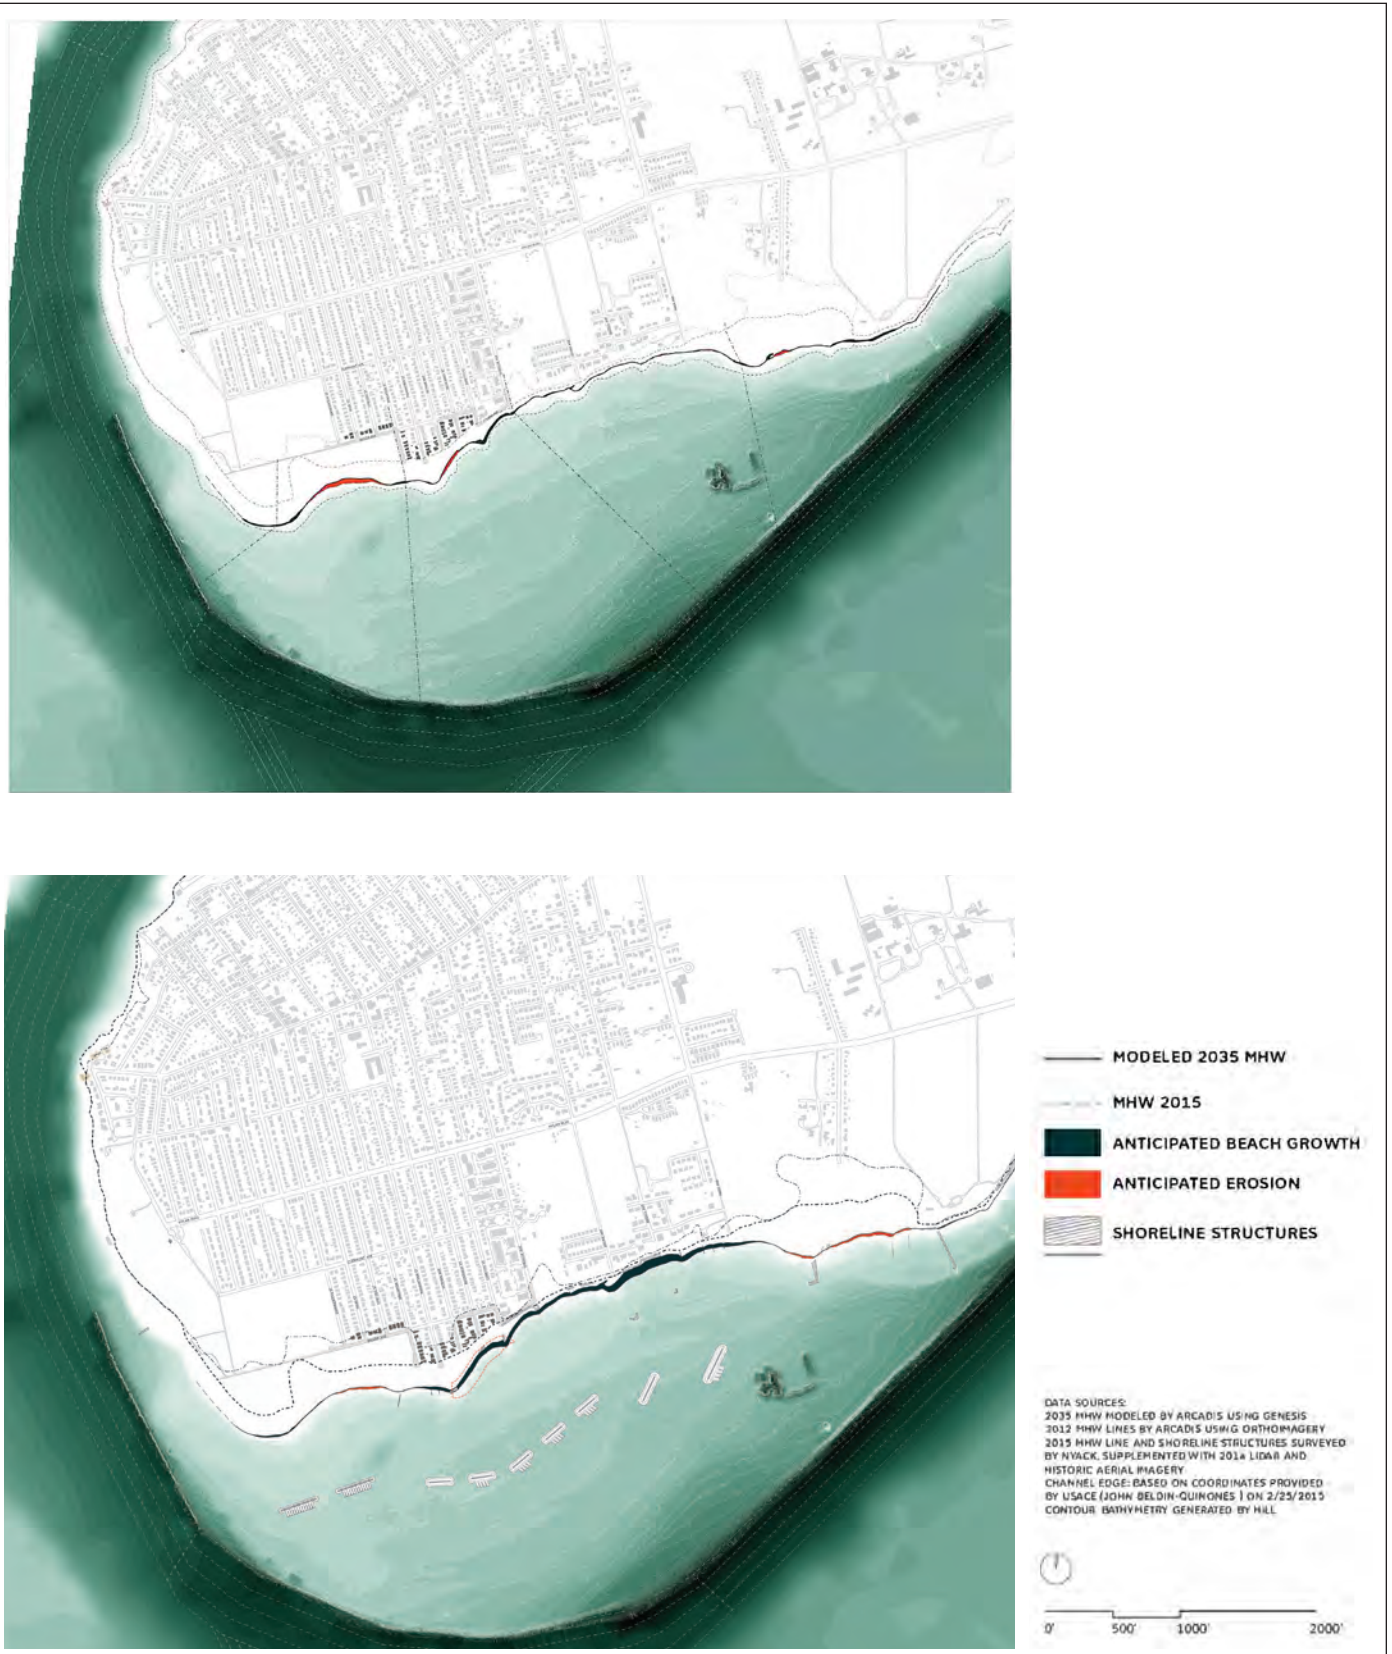 MODELED 2035 MHW
MHW 2015
ANTICIPATED BEACH GROWTH
ANTICIPATED EROSION
SHORELINE STRUCTURES
DATA SOURCES:
2035 MHW MODELED BY ARCADIS USING GENESIS
2012 MHW LINES BY ARCADIS USING ORTHOIMAGERY
2015 MHW LINE AND SHORELINE STRUCTURES SURVEYED
BY NYACK, SUPPLEMENTED WITH 2014 LIDAR AND
HISTORIC AERIAL IMAGERY
CHANNEL EDGE: BASED ON COORDINATES PROVIDED
BY USACE (JOHN BELDIN-QUINONES ) ON 2/25/2015
CONTOUR BATHYMETRY GENERATED BY HILL
0' 500' 1000' 2000'